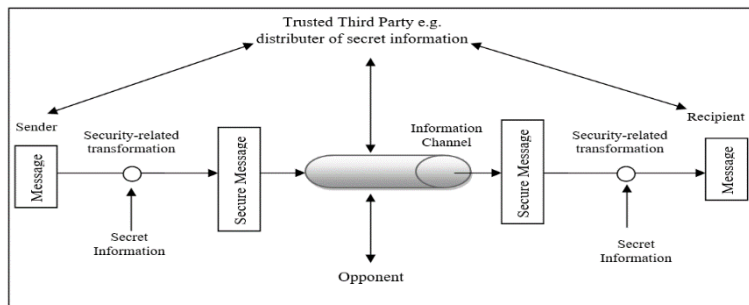 Trusted Third Party e.g.
distributer of secret information
Sender
Recipient
Security-related
transformation
Information
Channel
Security-related
transformation
Message
Secure Message
Secure Message
Message
Secret
Information
Secret
Information
Opponent